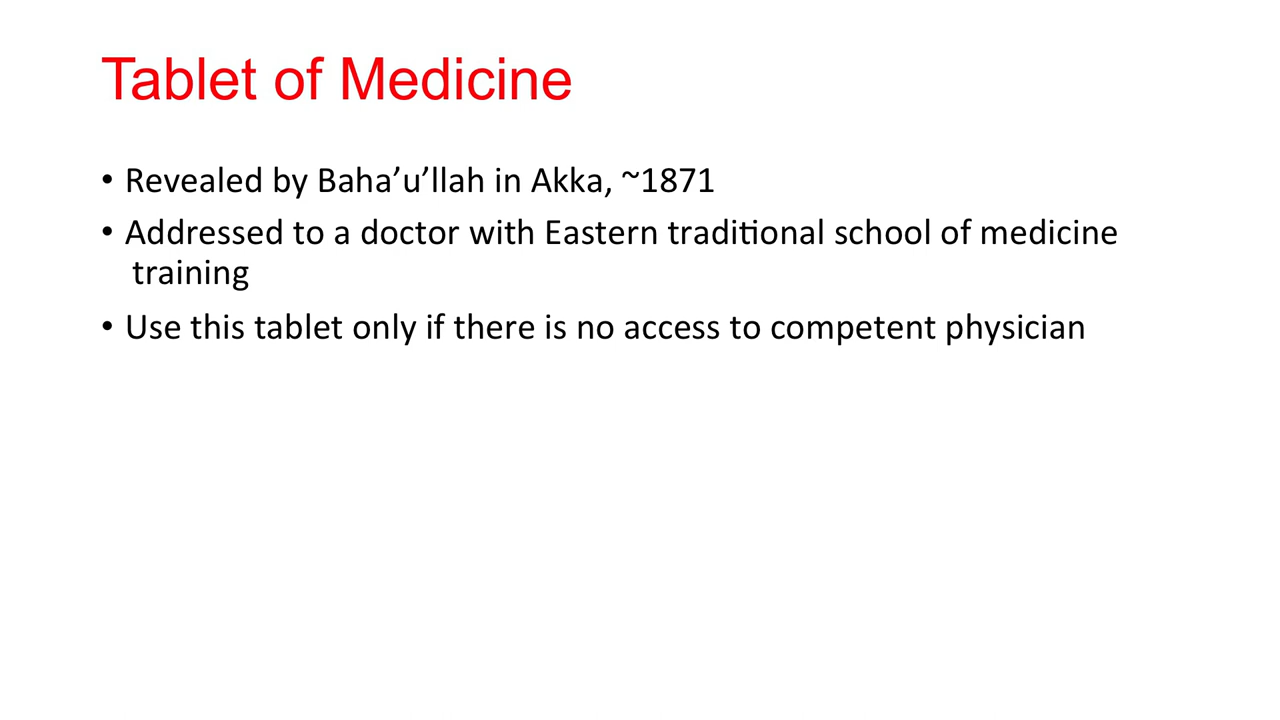 Tablet of Medicine
• Revealed by Baha’u’llah in Akka, ~1871
• Addressed to a doctor with Eastern traditional school of medicine
training
• Use this tablet only if there is no access to competent physician